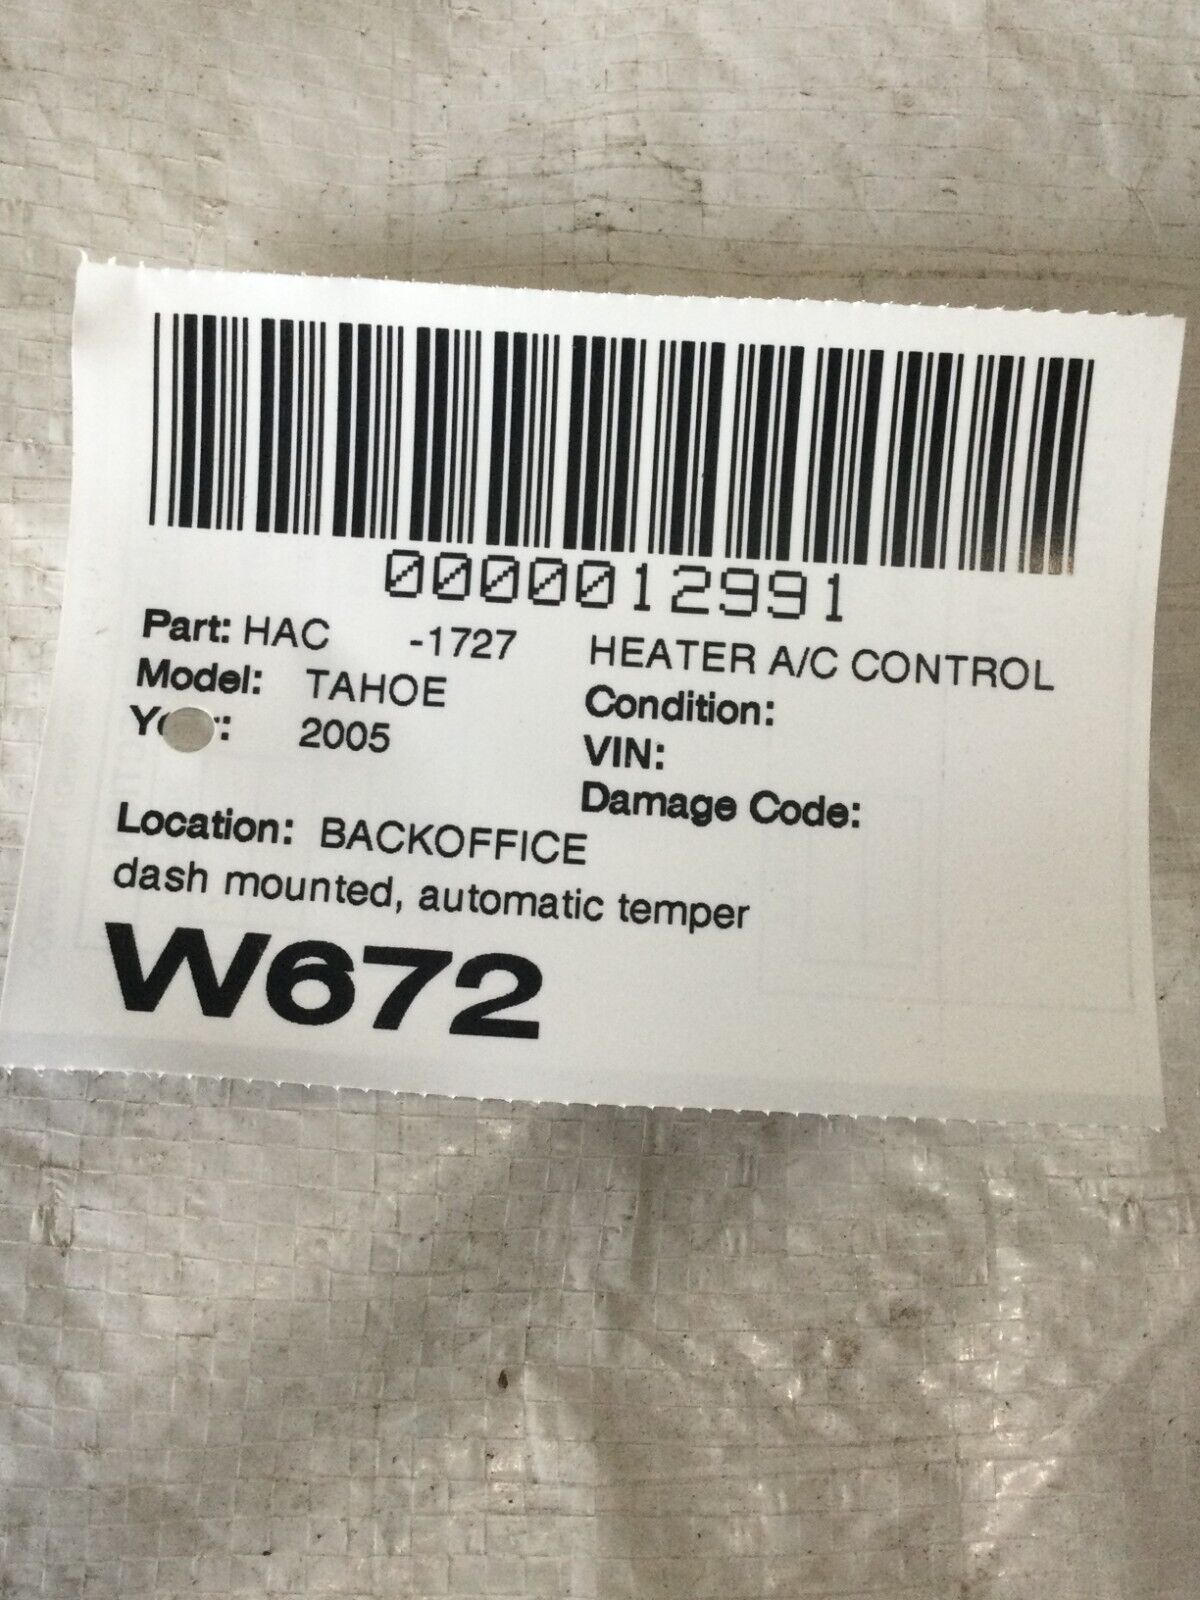 0000012991
Part: HAC -1727 HEATER A/C CONTROL
Model: TAHOE Condition:
2005 VIN:
Damage Code:
Location: BACKOFFICE
dash mounted, automatic temper
W672